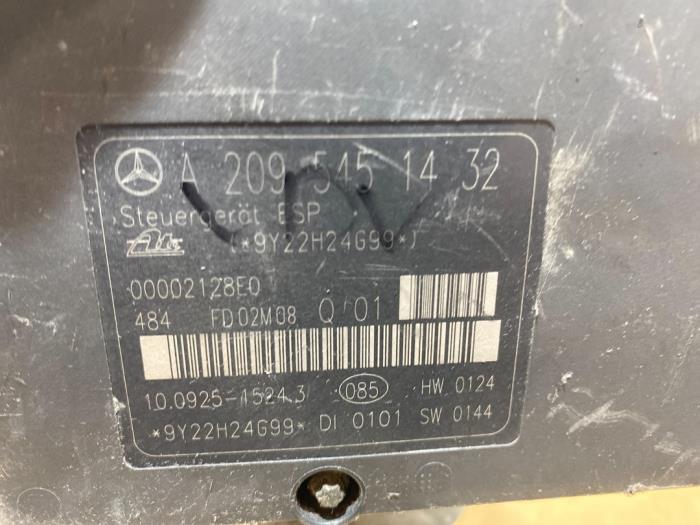 A 209 545 14 32
Steuergerät ESP
Ate (*9Y22H24G99*)
00002128E0
484 FD02M08 Q 01
10.0925-1524.3 085 HW 0124
*9Y22H24G99* DI 0101 SW 0144